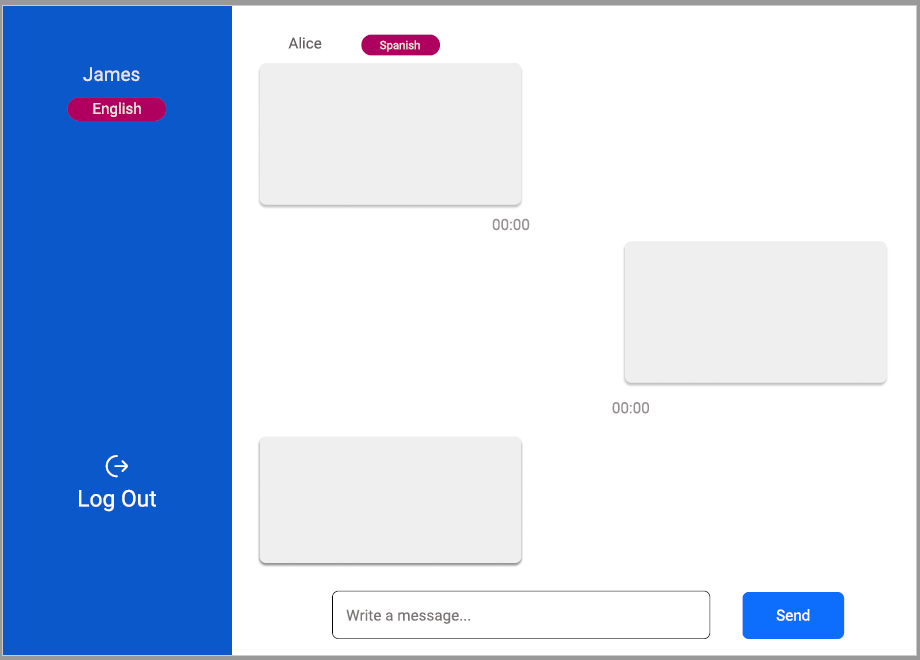 James
English
Log Out
Alice
Spanish
00:00
00:00
Write a message...
Send